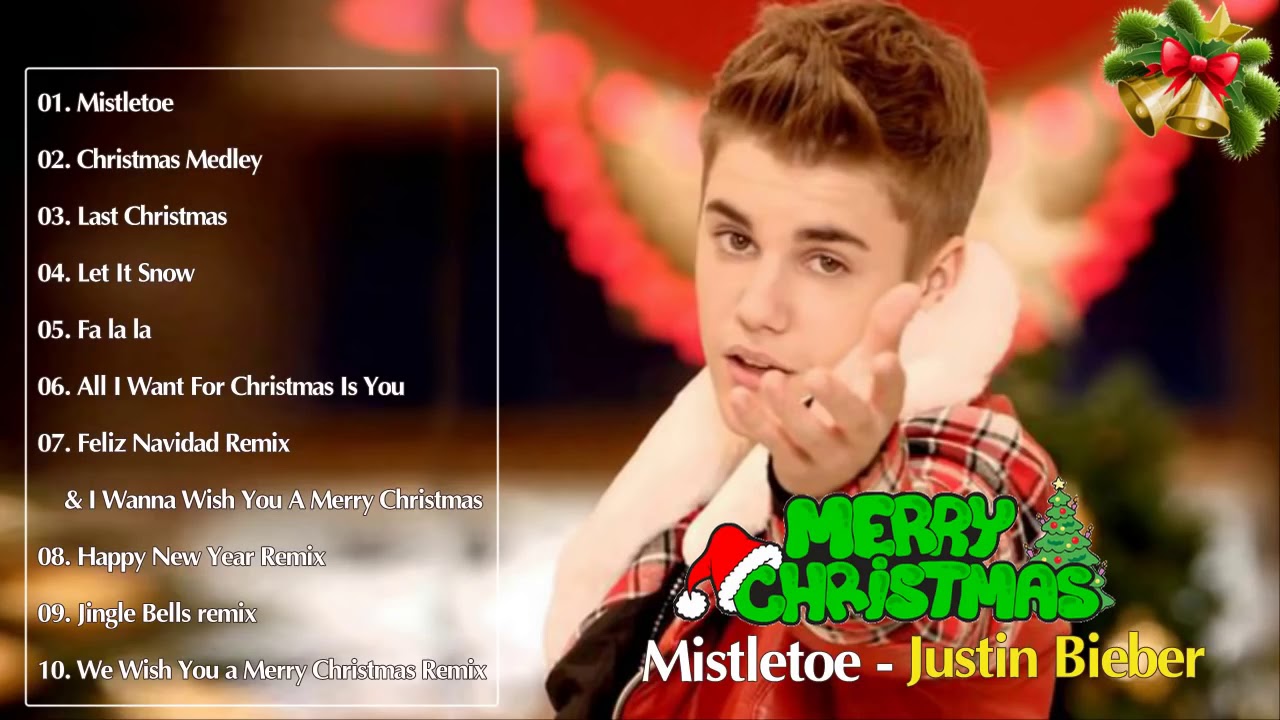 01. Mistletoe
02. Christmas Medley
03. Last Christmas
04. Let It Snow
05. Fa la la
06. All I Want For Christmas Is You
07. Feliz Navidad Remix
& I Wanna Wish You A Merry Christmas
08. Happy New Year Remix
09. Jingle Bells remix
10. We Wish You a Merry Christmas Remix
MERRY
CHRiSTMAS
Mistletoe - Justin Bieber